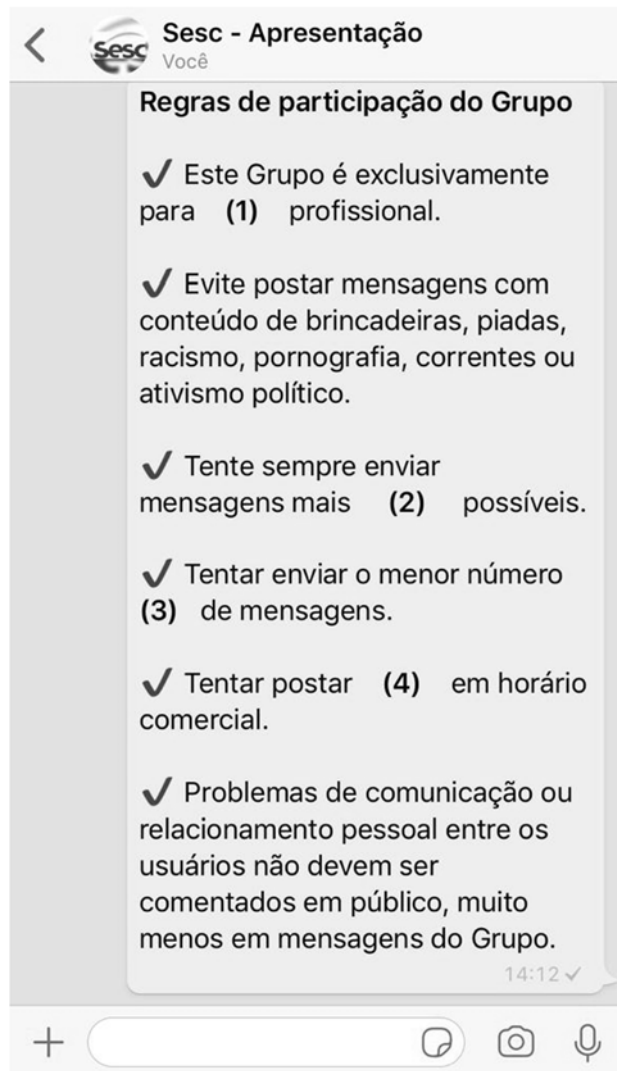 Sesc
Sesc - Apresentação
Você
Regras de participação do Grupo
✔ Este Grupo é exclusivamente
para (1) profissional.
✔ Evite postar mensagens com
conteúdo de brincadeiras, piadas,
racismo, pornografia, correntes ou
ativismo político.
✔ Tente sempre enviar
mensagens mais (2) possíveis.
✔ Tentar enviar o menor número
(3) de mensagens.
✔ Tentar postar (4) em horário
comercial.
✔ Problemas de comunicação ou
relacionamento pessoal entre os
usuários não devem ser
comentados em público, muito
menos em mensagens do Grupo.
14:12 ✓